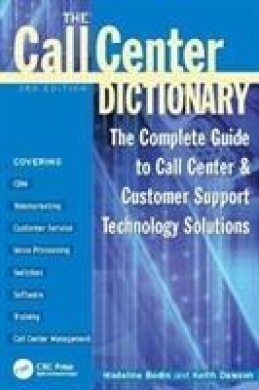 THE
Call Center
3RD EDITION
DICTIONARY
The Complete Guide
to Call Center &
Customer Support
Technology Solutions
COVERING
CRM
Telemarketing
Customer Service
Voice Processing
Switches
Software
Training
Call Center Management
Madeline Bodin and Keith Dawson
CRC Press